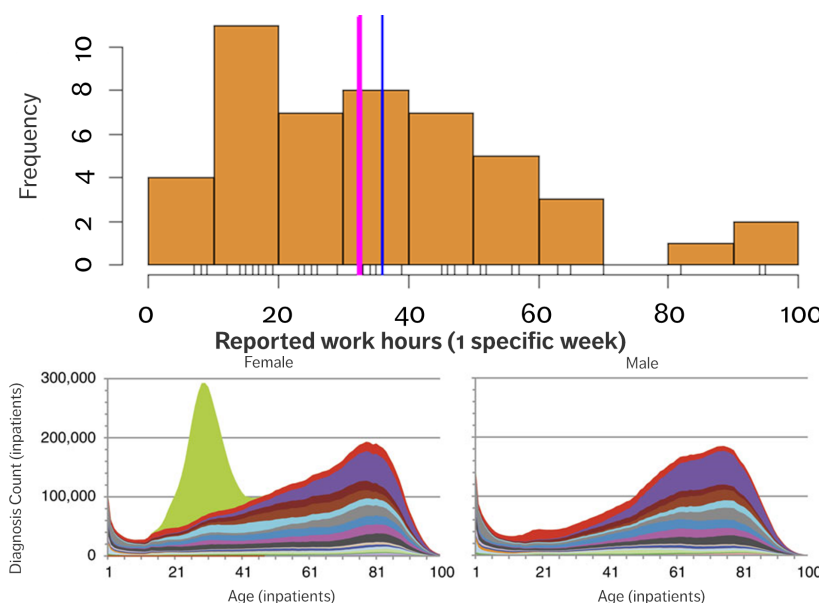 Frequency
10
8
6
4
2
0
0 20 40 60 80 100
Reported work hours (1 specific week)
Female Male
Diagnosis Count (inpatients)
300,000
200,000
100,000
0
1 21 41 61 81 100 1 21 41 61 81 100
Age (inpatients) Age (inpatients)